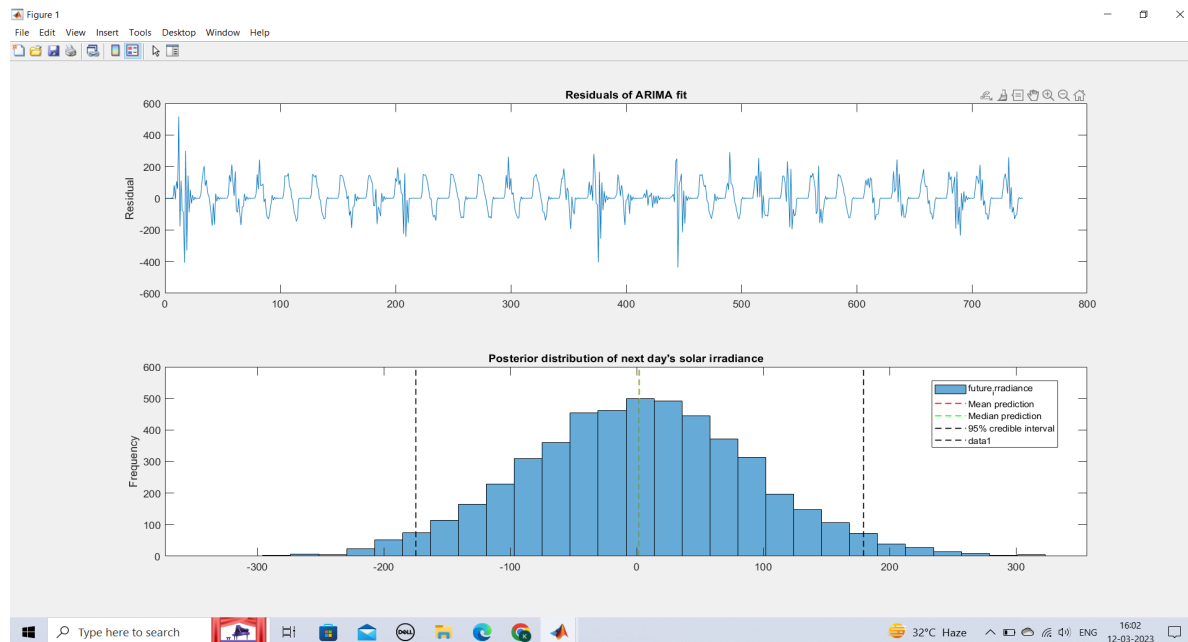 Figure 1
File Edit View Insert Tools Desktop Window Help
Residuals of ARIMA fit
600
400
200
0
-200
-400
-600
Residual
0 100 200 300 400 500 600 700 800
Posterior distribution of next day's solar irradiance
600
500
400
300
200
100
0
Frequency
future_irradiance
Mean prediction
Median prediction
95% credible interval
data1
-300 -200 -100 0 100 200 300
Type here to search
DELL
K
32°C Haze
ENG
16:02
12-03-2023